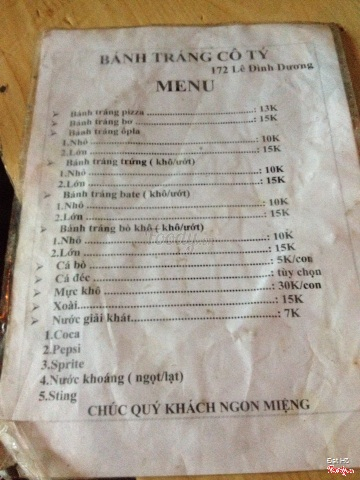 BÁNH TRÁNG CÔ TÝ
172 Lê Đình Dương
MENU
➢ Bánh tráng pizza ........ 13K
➢ Bánh tráng bơ ........ 15K
➢ Bánh tráng ốpla
1.Nhỏ ........ 10K
2.Lớn ........: 15K
➢ Bánh tráng trứng ( khô/ướt)
1.Nhỏ ........: 10K
2.Lớn ........: 15K
➢ Bánh tráng bate ( khô/ướt)
1.Nhỏ ........: 10K
2.Lớn ........: 15K
➢ Bánh tráng bò khô ( khô/ướt)
1.Nhỏ ........: 10K
2.Lớn ........: 15K
➢ Cá bò ........: 5K/con
➢ Cá đéc ........: tùy chọn
➢ Mực khô ........: 30K/con
➢ Xoài ........: 15K
➢ Nước giải khát ........: 7K
1.Coca
2.Pepsi
3.Sprite
4.Nước khoáng ( ngọt/lạt)
5.Sting
CHÚC QUÝ KHÁCH NGON MIỆNG